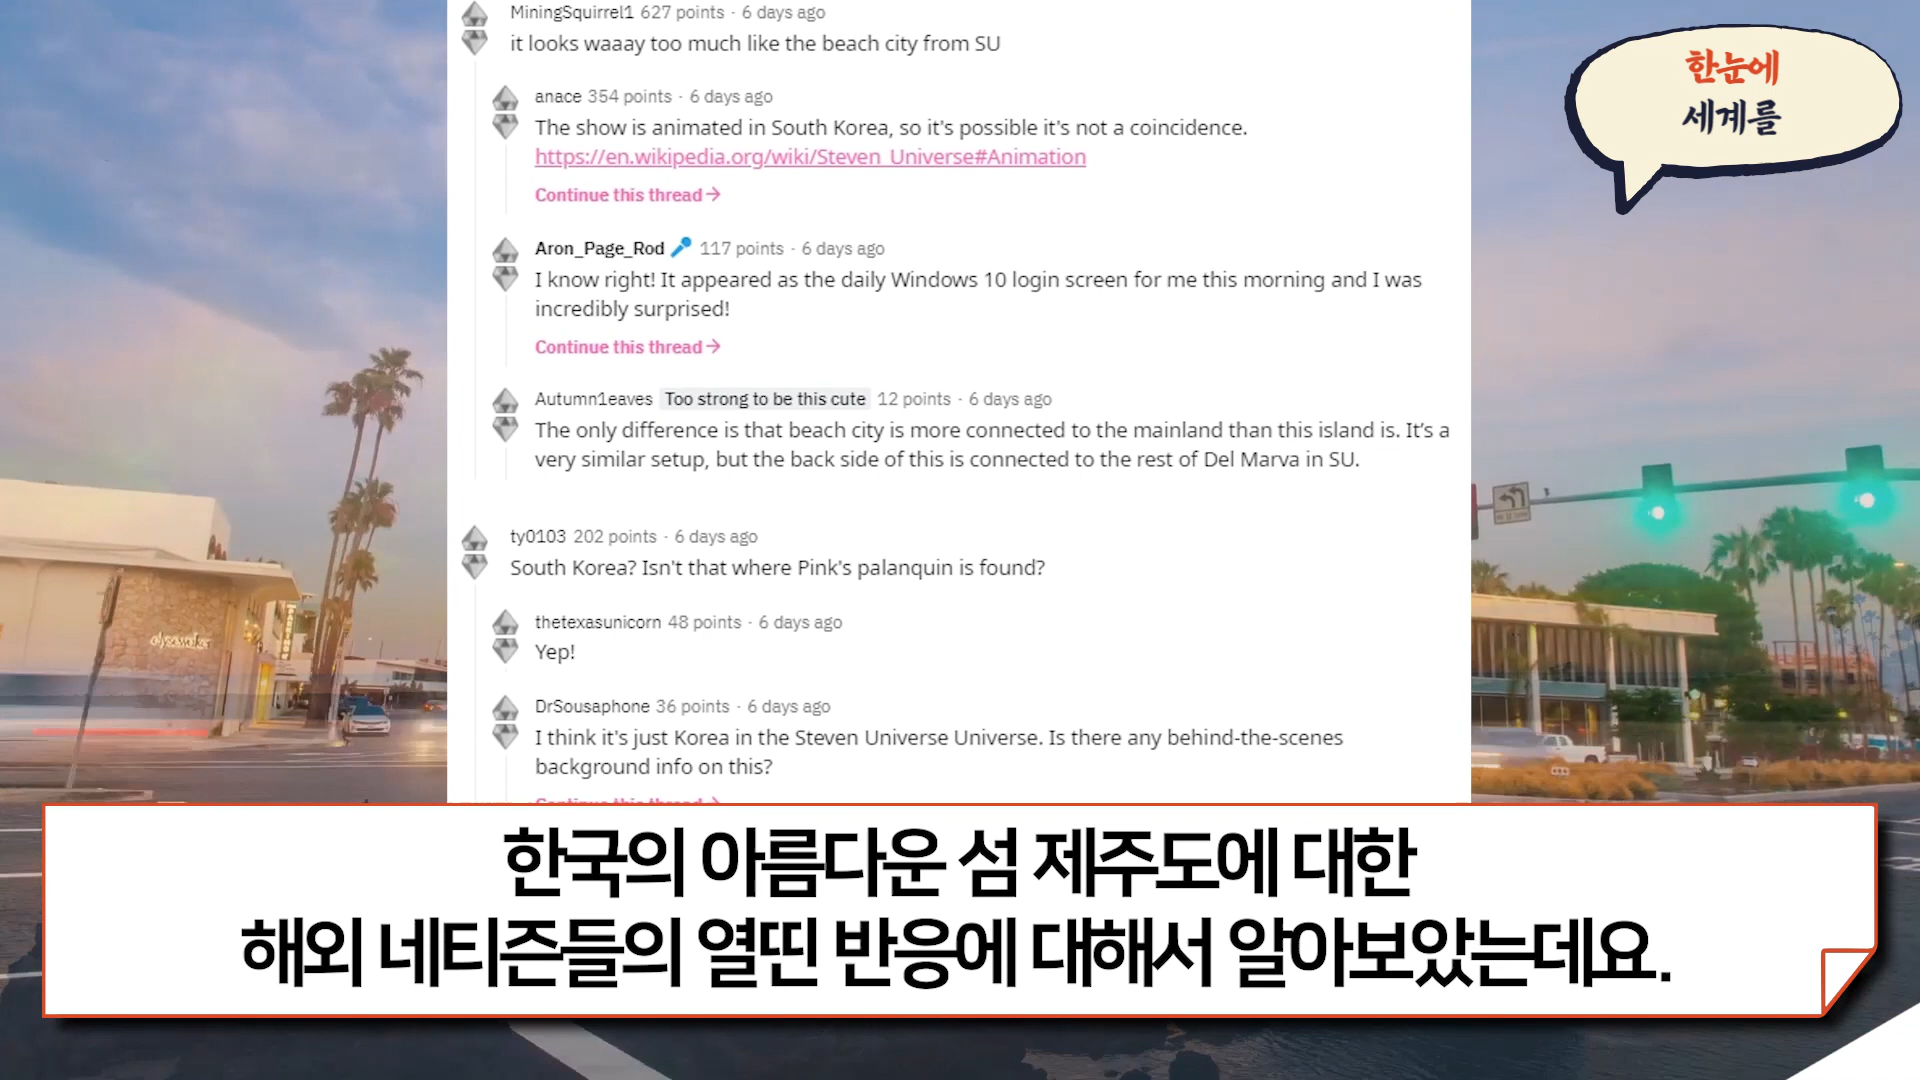 MiningSquirrel1 627 points · 6 days ago
it looks waaay too much like the beach city from SU
anace 354 points · 6 days ago
The show is animated in South Korea, so it's possible it's not a coincidence.
https://en.wikipedia.org/wiki/Steven_Universe#Animation
Continue this thread→
Aron_Page_Rod 117 points · 6 days ago
I know right! It appeared as the daily Windows 10 login screen for me this morning and I was
incredibly surprised!
Continue this thread→
Autumn1eaves Too strong to be this cute 12 points · 6 days ago
The only difference is that beach city is more connected to the mainland than this island is. It's a
very similar setup, but the back side of this is connected to the rest of Del Marva in SU.
ty0103 202 points · 6 days ago
South Korea? Isn't that where Pink's palanquin is found?
thetexasunicorn 48 points · 6 days ago
Yep!
DrSousaphone 36 points · 6 days ago
I think it's just Korea in the Steven Universe Universe. Is there any behind-the-scenes
background info on this?
Continue this thread→
한눈에
세계를
한국의 아름다운 섬 제주도에 대한
해외 네티즌들의 열띤 반응에 대해서 알아보았는데요.